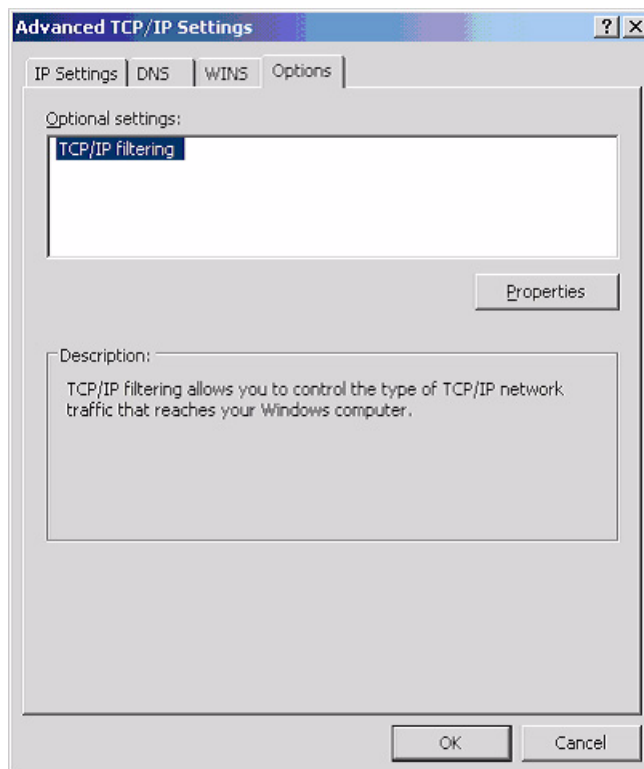 Advanced TCP/IP Settings
IP Settings
DNS
WINS
Options
Optional settings:
TCP/IP filtering
Properties
Description:
TCP/IP filtering allows you to control the type of TCP/IP network
traffic that reaches your Windows computer.
OK
Cancel